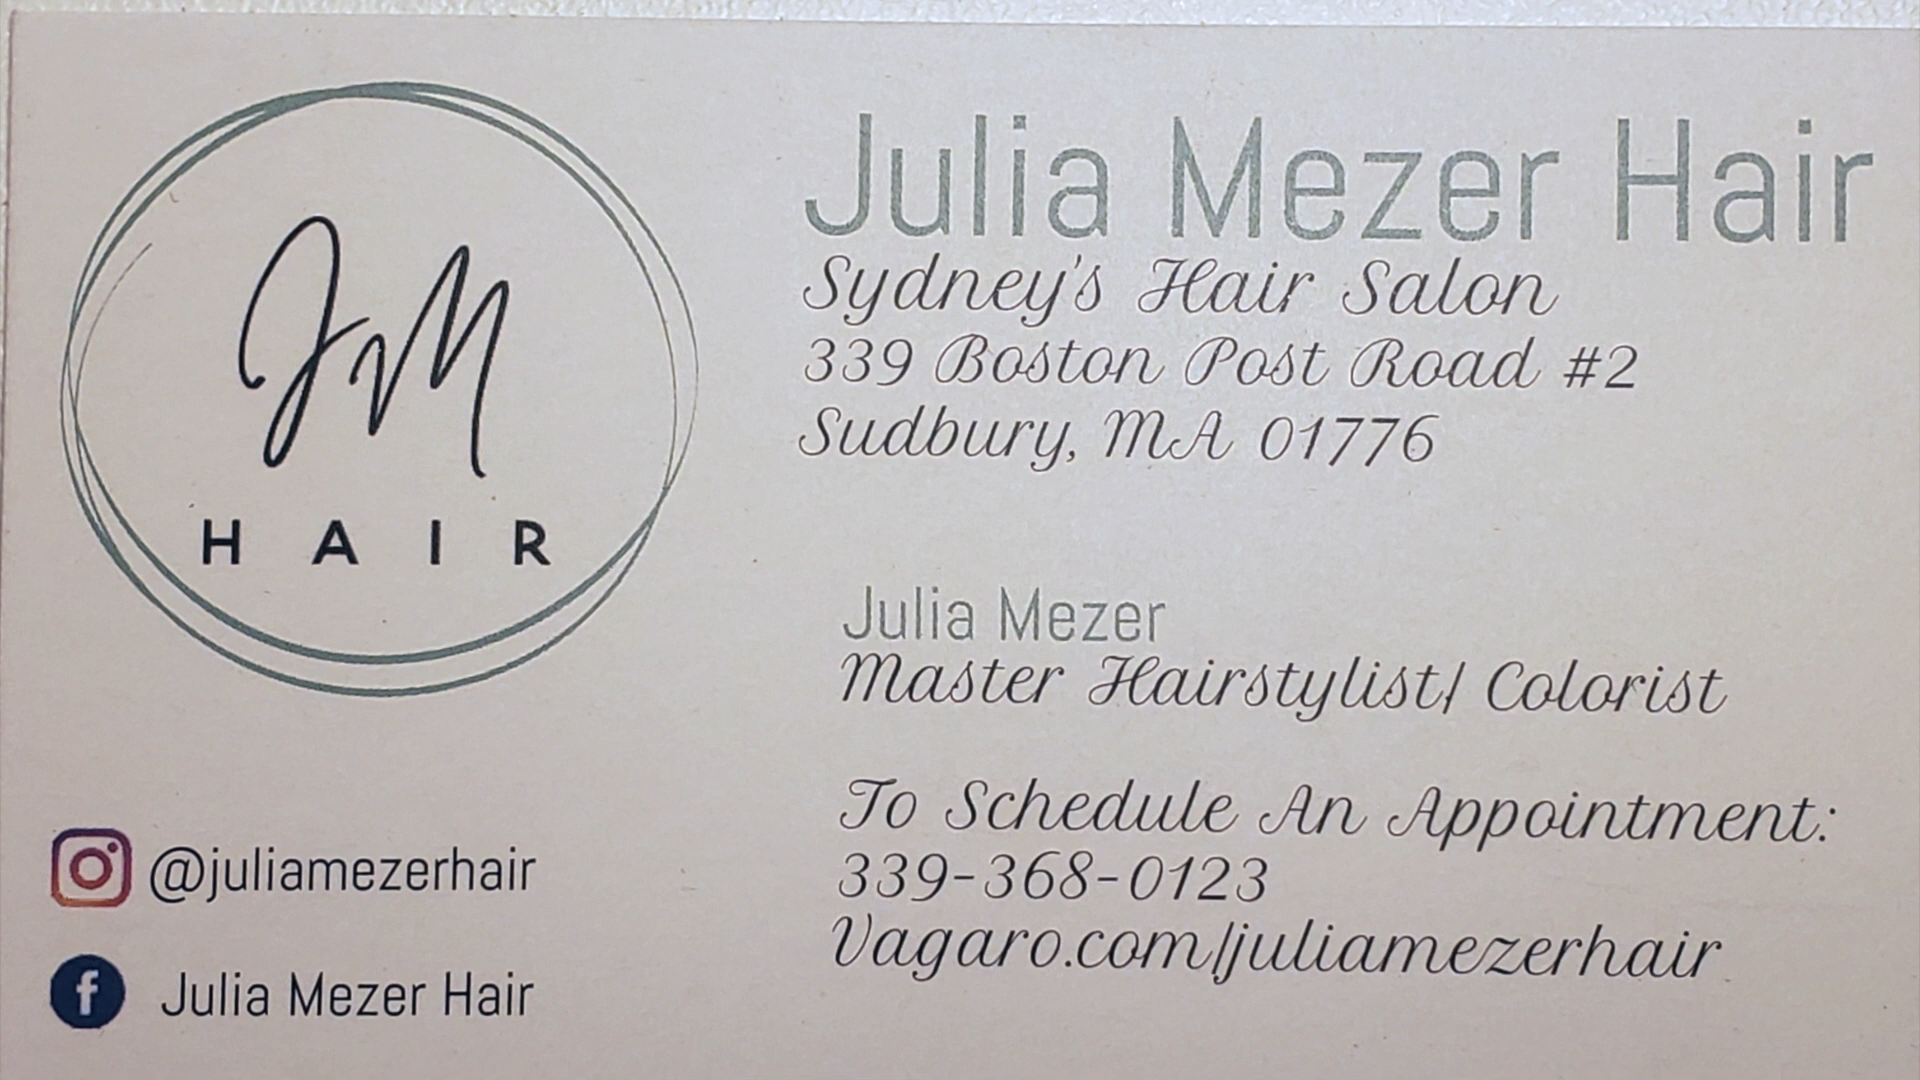 JM
HAIR
Julia Mezer Hair
Sydney's Hair Salon
339 Boston Post Road #2
Sudbury, MA 01776
Julia Mezer
Master Hairstylist/ Colorist
To Schedule An Appointment:
339-368-0123
Vagaro.com/juliamezerhair
@juliamezerhair
f
Julia Mezer Hair